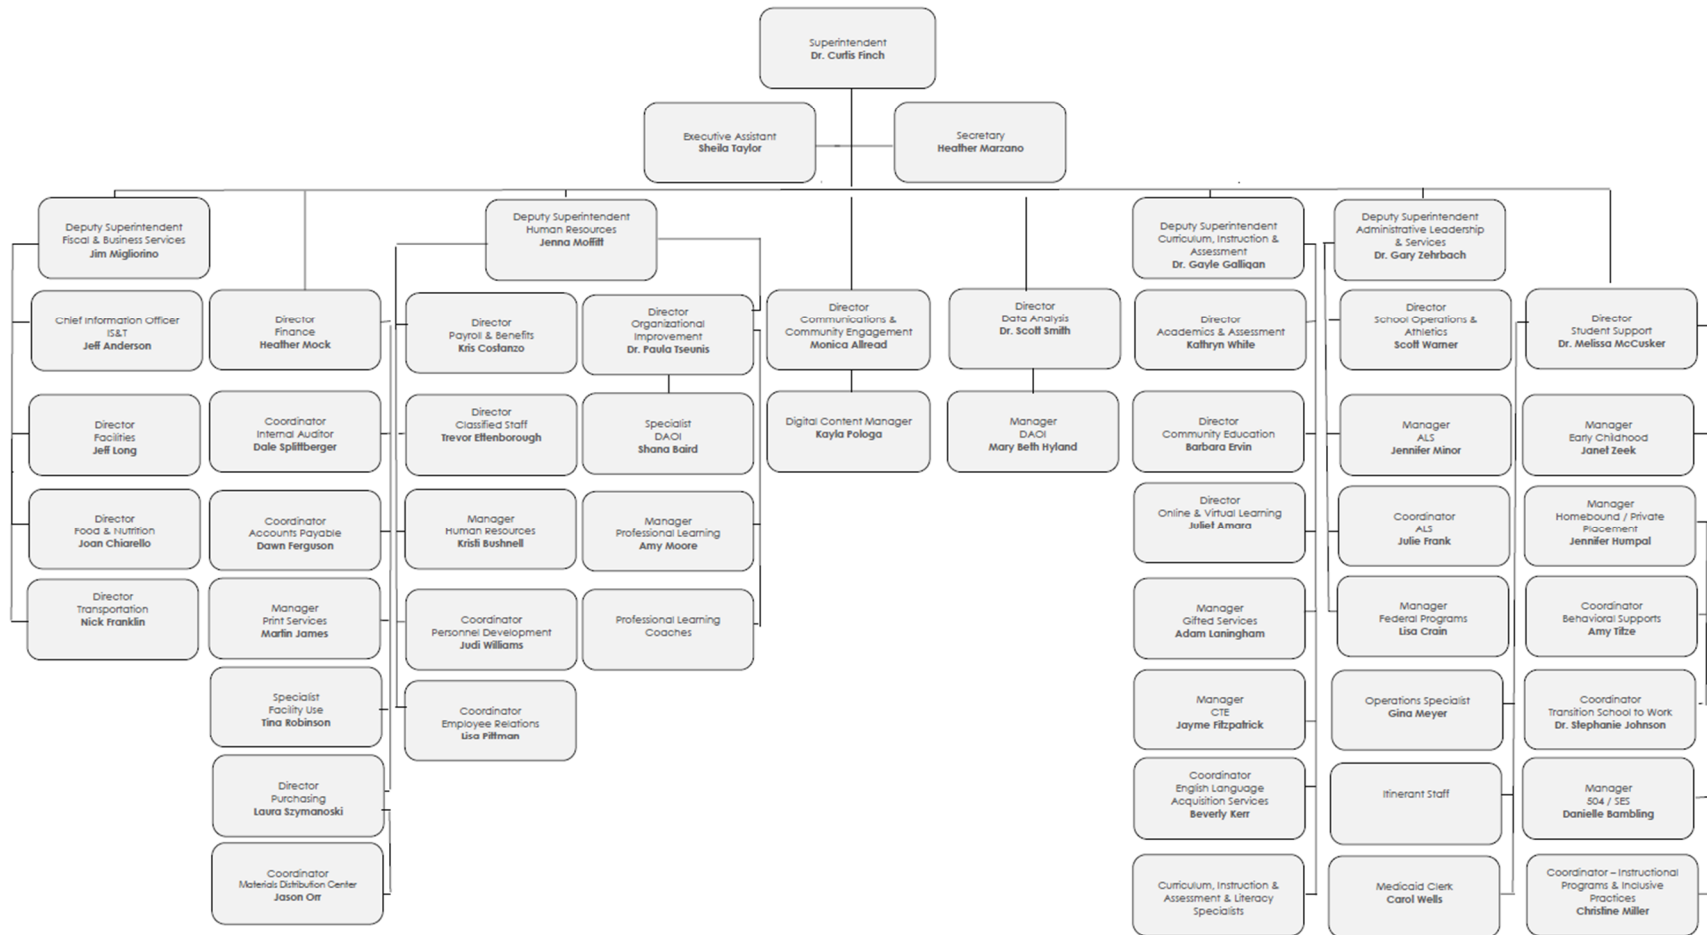 Superintendent
Dr. Curtis Finch
Executive Assistant
Sheila Taylor
Secretary
Heather Marzano
Deputy Superintendent
Fiscal & Business Services
Jim Migliorino
Deputy Superintendent
Human Resources
Jenna Moffitt
Deputy Superintendent
Curriculum, Instruction &
Assessment
Dr. Gayle Galligan
Deputy Superintendent
Administrative Leadership
& Services
Dr. Gary Zehrbach
Chief Information Officer
IS&T
Jeff Anderson
Director
Finance
Heather Mock
Director
Payroll & Benefits
Kris Costanzo
Director
Organizational
Improvement
Dr. Paula Tseunis
Director
Communications &
Community Engagement
Monica Allread
Director
Data Analysis
Dr. Scott Smith
Director
Academics & Assessment
Kathryn White
Director
School Operations &
Athletics
Scott Warner
Director
Student Support
Dr. Melissa McCusker
Director
Facilities
Jeff Long
Coordinator
Internal Auditor
Dale Splittberger
Director
Classified Staff
Trevor Ettenborough
Specialist
DAOI
Shana Baird
Digital Content Manager
Kayla Pologa
Manager
DAOI
Mary Beth Hyland
Director
Community Education
Barbara Ervin
Manager
ALS
Jennifer Minor
Manager
Early Childhood
Janet Zeek
Director
Food & Nutrition
Joan Chiarello
Coordinator
Accounts Payable
Dawn Ferguson
Manager
Human Resources
Kristi Bushnell
Manager
Professional Learning
Amy Moore
Director
Online & Virtual Learning
Juliet Amara
Coordinator
ALS
Julie Frank
Manager
Homebound / Private
Placement
Jennifer Humpal
Director
Transportation
Nick Franklin
Manager
Print Services
Martin James
Coordinator
Personnel Development
Judi Williams
Professional Learning
Coaches
Manager
Gifted Services
Adam Laningham
Manager
Federal Programs
Lisa Crain
Coordinator
Behavioral Supports
Amy Titze
Specialist
Facility Use
Tina Robinson
Coordinator
Employee Relations
Lisa Pittman
Manager
CTE
Jayme Fitzpatrick
Operations Specialist
Gina Meyer
Coordinator
Transition School to Work
Dr. Stephanie Johnson
Director
Purchasing
Laura Szymanoski
Coordinator
English Language
Acquisition Services
Beverly Kerr
Itinerant Staff
Manager
504 / SES
Danielle Bambling
Coordinator
Materials Distribution Center
Jason Orr
Curriculum, Instruction &
Assessment & Literacy
Specialists
Medicaid Clerk
Carol Wells
Coordinator – Instructional
Programs & Inclusive
Practices
Christine Miller